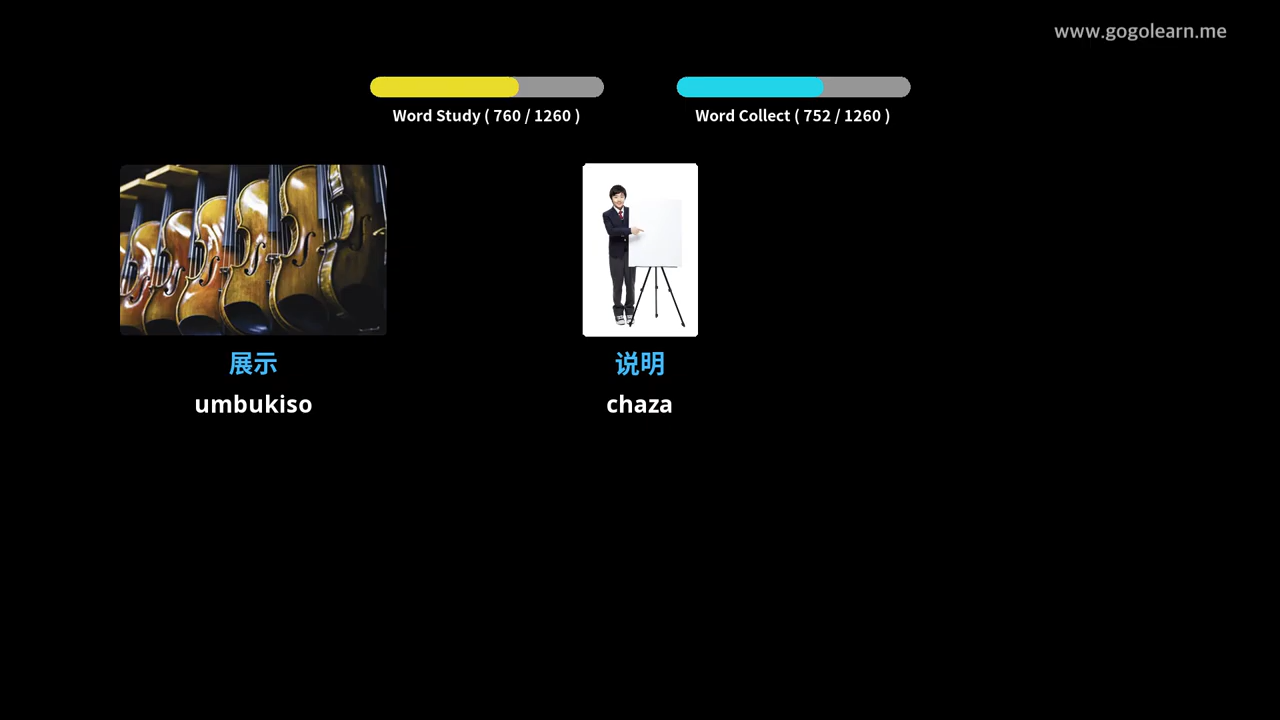 www.gogolearn.me
Word Study ( 760 / 1260 )
Word Collect ( 752 / 1260 )
展示
umbukiso
说明
chaza